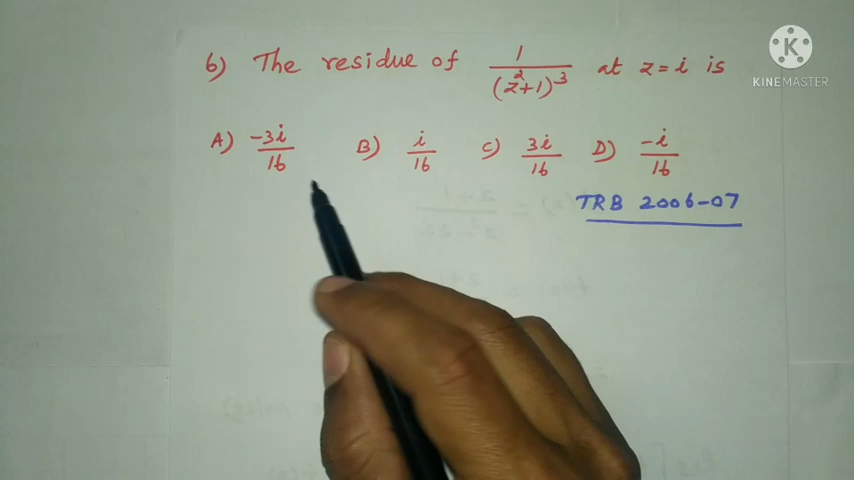 6) The residue of 1/(z²+1)³ at z=i is
A) -3i/16 B) i/16 C) 3i/16 D) -i/16
TRB 2006-07
K
KINEMASTER